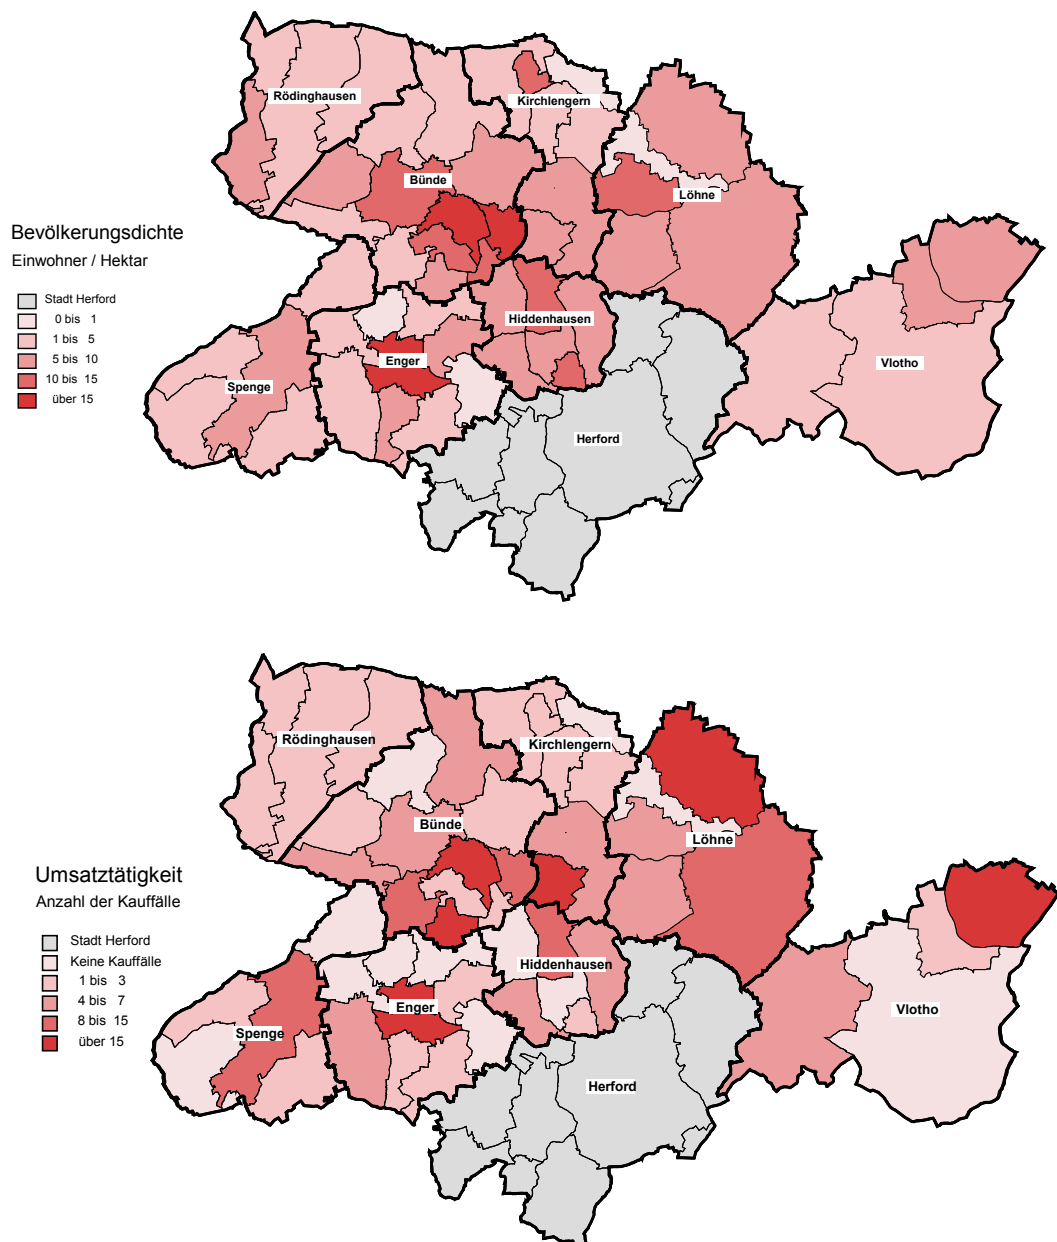 Rödinghausen
Kirchlengern
Bünde
Löhne
Bevölkerungsdichte
Einwohner / Hektar
Stadt Herford
0 bis 1
1 bis 5
5 bis 10
10 bis 15
über 15
Hiddenhausen
Enger
Spenge
Vlotho
Herford
Rödinghausen
Kirchlengern
Bünde
Löhne
Umsatztätigkeit
Anzahl der Kauffälle
Stadt Herford
Keine Kauffälle
1 bis 3
4 bis 7
8 bis 15
über 15
Hiddenhausen
Enger
Spenge
Vlotho
Herford